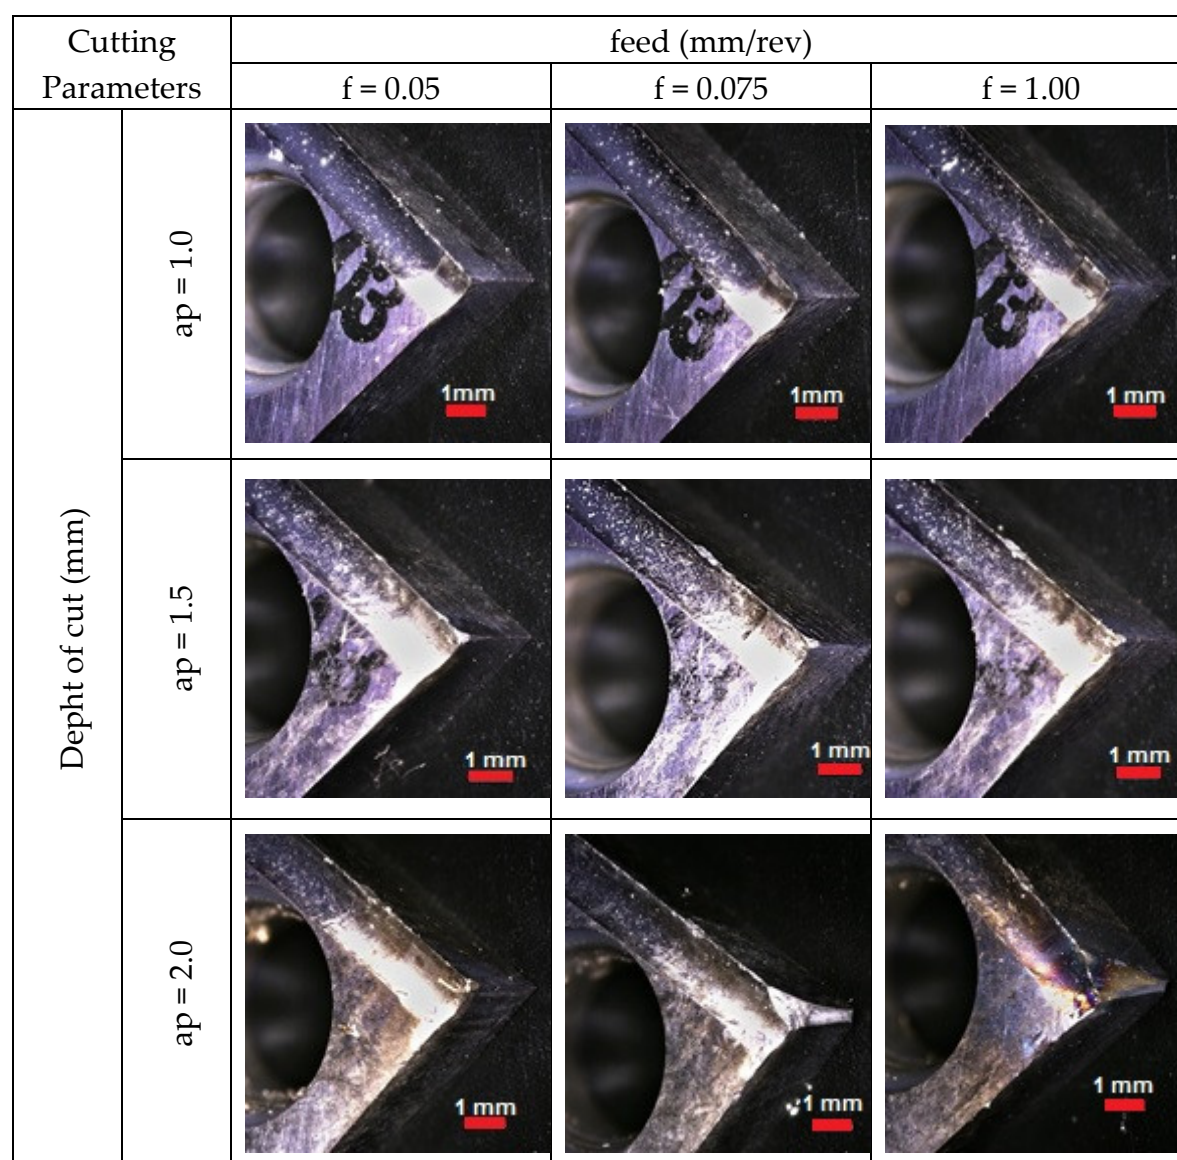 Cutting
Parameters
feed (mm/rev)
f = 0.05
f = 0.075
f = 1.00
Depht of cut (mm)
ap = 1.0
1mm
1mm
1 mm
ap = 1.5
1 mm
1 mm
1 mm
ap = 2.0
1 mm
1 mm
1 mm